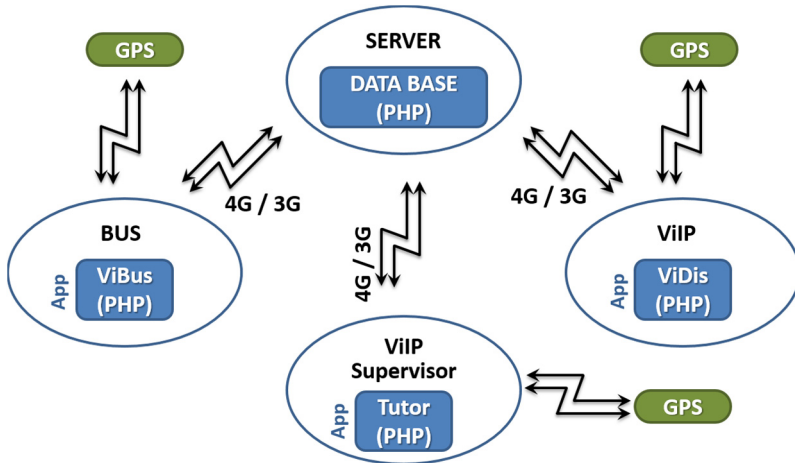 GPS
SERVER
GPS
DATA BASE
(PHP)
4G / 3G
4G / 3G
4G / 3G
BUS
App
ViBus
(PHP)
ViIP
App
ViDis
(PHP)
ViIP
Supervisor
App
Tutor
(PHP)
GPS